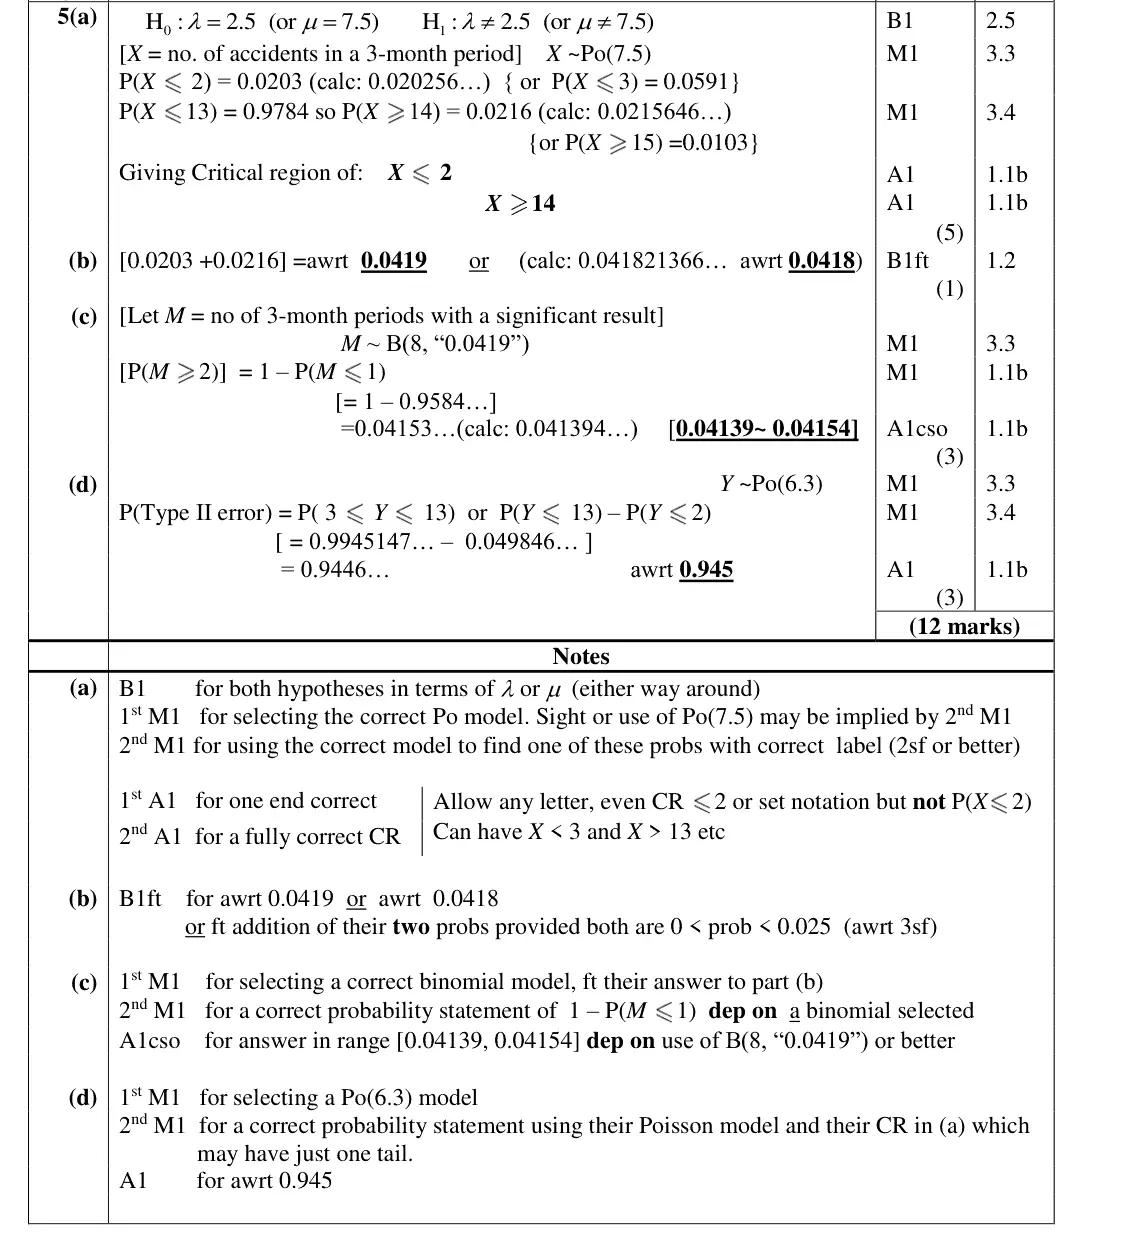 5(a) H₀ : λ = 2.5 (or μ = 7.5) H₁ : λ ≠ 2.5 (or μ ≠ 7.5) B1 2.5
[X = no. of accidents in a 3-month period] X ~Po(7.5) M1 3.3
P(X ⩽ 2) = 0.0203 (calc: 0.020256…) { or P(X ⩽3) = 0.0591}
P(X ⩽13) = 0.9784 so P(X ⩾14) = 0.0216 (calc: 0.0215646…) M1 3.4
{or P(X ⩾15) =0.0103}
Giving Critical region of: X ⩽ 2 A1 1.1b
X ⩾14 A1 1.1b
(5)
(b) [0.0203 +0.0216] =awrt 0.0419 or (calc: 0.041821366… awrt 0.0418) B1ft 1.2
(1)
(c) [Let M = no of 3-month periods with a significant result]
M ~ B(8, “0.0419”) M1 3.3
[P(M ⩾2)] = 1 – P(M ⩽1) M1 1.1b
[= 1 – 0.9584…]
=0.04153…(calc: 0.041394…) [0.04139~ 0.04154] A1cso 1.1b
(3)
(d) Y ~Po(6.3) M1 3.3
P(Type II error) = P( 3 ⩽ Y ⩽ 13) or P(Y ⩽ 13) – P(Y ⩽2) M1 3.4
[ = 0.9945147… – 0.049846… ]
= 0.9446… awrt 0.945 A1 1.1b
(3)
(12 marks)
Notes
(a) B1 for both hypotheses in terms of λ or μ (either way around)
1st M1 for selecting the correct Po model. Sight or use of Po(7.5) may be implied by 2nd M1
2nd M1 for using the correct model to find one of these probs with correct label (2sf or better)
1st A1 for one end correct Allow any letter, even CR ⩽2 or set notation but not P(X⩽2)
2nd A1 for a fully correct CR Can have X < 3 and X > 13 etc
(b) B1ft for awrt 0.0419 or awrt 0.0418
or ft addition of their two probs provided both are 0 < prob < 0.025 (awrt 3sf)
(c) 1st M1 for selecting a correct binomial model, ft their answer to part (b)
2nd M1 for a correct probability statement of 1 – P(M ⩽1) dep on a binomial selected
A1cso for answer in range [0.04139, 0.04154] dep on use of B(8, “0.0419”) or better
(d) 1st M1 for selecting a Po(6.3) model
2nd M1 for a correct probability statement using their Poisson model and their CR in (a) which
may have just one tail.
A1 for awrt 0.945